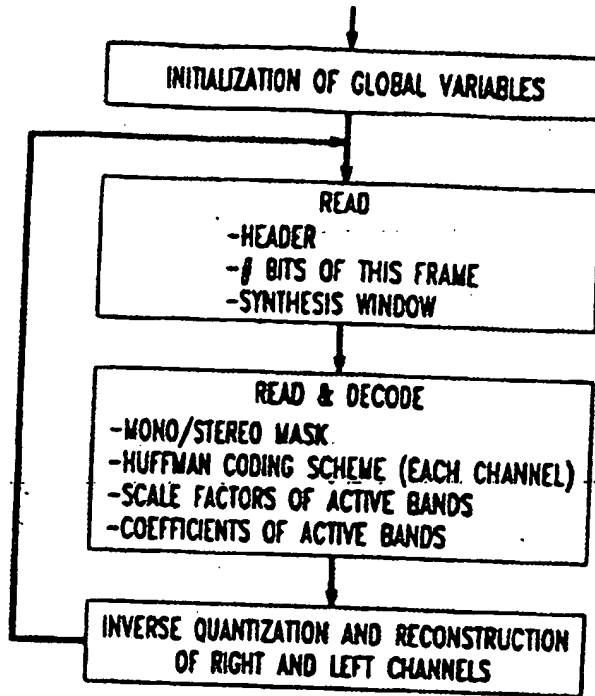 INITIALIZATION OF GLOBAL VARIABLES
READ
-HEADER
-# BITS OF THIS FRAME
-SYNTHESIS WINDOW
READ & DECODE
-MONO/STEREO MASK
-HUFFMAN CODING SCHEME (EACH CHANNEL)
-SCALE FACTORS OF ACTIVE BANDS
-COEFFICIENTS OF ACTIVE BANDS
INVERSE QUANTIZATION AND RECONSTRUCTION
OF RIGHT AND LEFT CHANNELS